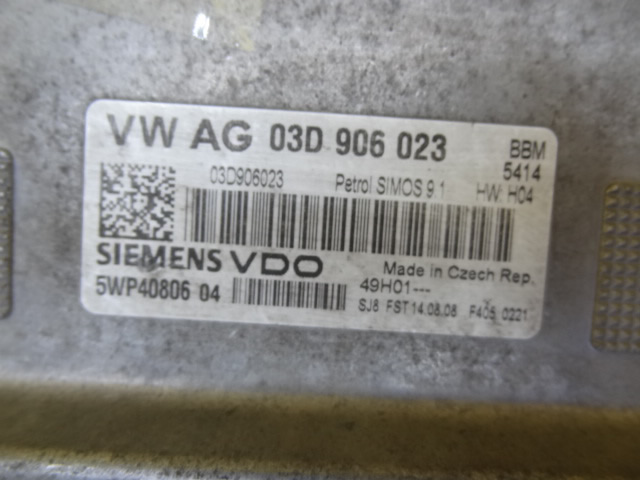 VW AG 03D 906 023 BBM
5414
03D906023 Petrol SIMOS 9.1 HW: H04
SIEMENS VDO Made in Czech Rep.
5WP40806 04 49H01---
SJ8 FST 14.08.08 F405 0221